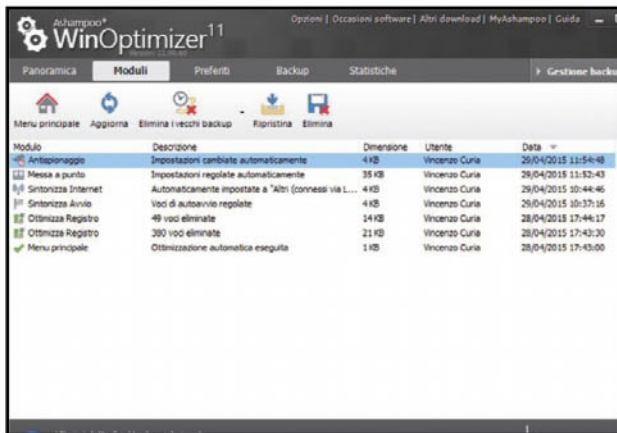 Ashampoo®
WinOptimizer 11
Opzioni | Occasioni software | Altri download | MyAshampoo | Guida
Panoramica Moduli Preferiti Backup Statistiche Gestione backu
Menu principale Aggiorna Elimina i vecchi backup Ripristina Elimina
Modulo Descrizione Dimensione Utente Data
Antispionaggio Impostazioni cambiate automaticamente 4 KB Vincenzo Curia 29/04/2015 11:54:48
Messa a punto Impostazioni regolate automaticamente 35 KB Vincenzo Curia 29/04/2015 11:52:43
Sintonizza Internet Automaticamente impostate a "Altri (connessi via L... 4 KB Vincenzo Curia 29/04/2015 10:44:46
Sintonizza Avvio Voci di autoavvio regolate 4 KB Vincenzo Curia 29/04/2015 10:37:16
Ottimizza Registro 49 voci eliminate 14 KB Vincenzo Curia 28/04/2015 17:44:17
Ottimizza Registro 380 voci eliminate 21 KB Vincenzo Curia 28/04/2015 17:43:30
Menu principale Ottimizzazione automatica eseguita 1 KB Vincenzo Curia 28/04/2015 17:43:00